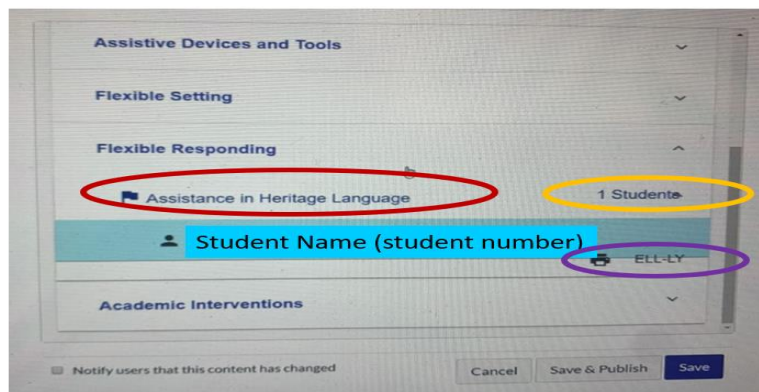 Assistive Devices and Tools
Flexible Setting
Flexible Responding
Assistance in Heritage Language 1 Students
Student Name (student number)
ELL-LY
Academic Interventions
Notify users that this content has changed Cancel Save & Publish Save